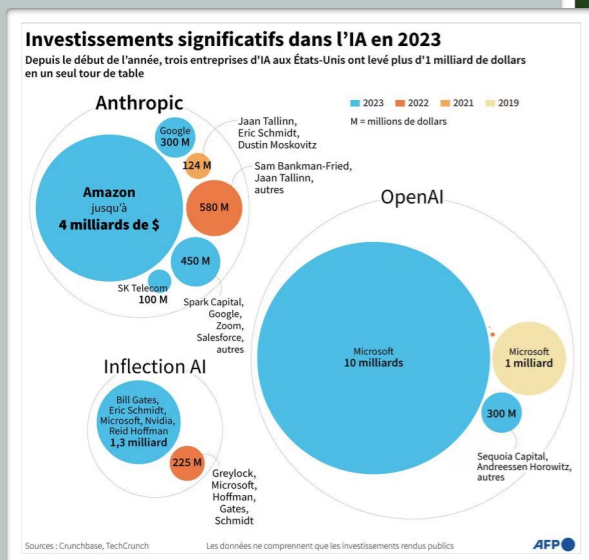 Investissements significatifs dans l'IA en 2023
Depuis le début de l'année, trois entreprises d'IA aux États-Unis ont levé plus d'1 milliard de dollars
en un seul tour de table
2023
2022
2021
2019
M = millions de dollars
Anthropic
Google
300 M
Jaan Tallinn,
Eric Schmidt,
Dustin Moskovitz
124 M
Sam Bankman-Fried,
Jaan Tallinn,
autres
580 M
Amazon
jusqu'à
4 milliards de $
450 M
SK Telecom
100 M
Spark Capital,
Google,
Zoom,
Salesforce,
autres
OpenAI
Microsoft
10 milliards
Microsoft
1 milliard
300 M
Sequoia Capital,
Andreessen Horowitz,
autres
Inflection AI
Bill Gates,
Eric Schmidt,
Microsoft, Nvidia,
Reid Hoffman
1,3 milliard
225 M
Greylock,
Microsoft,
Hoffman,
Gates,
Schmidt
Sources : Crunchbase, TechCrunch
Les données ne comprennent que les investissements rendus publics
AFP